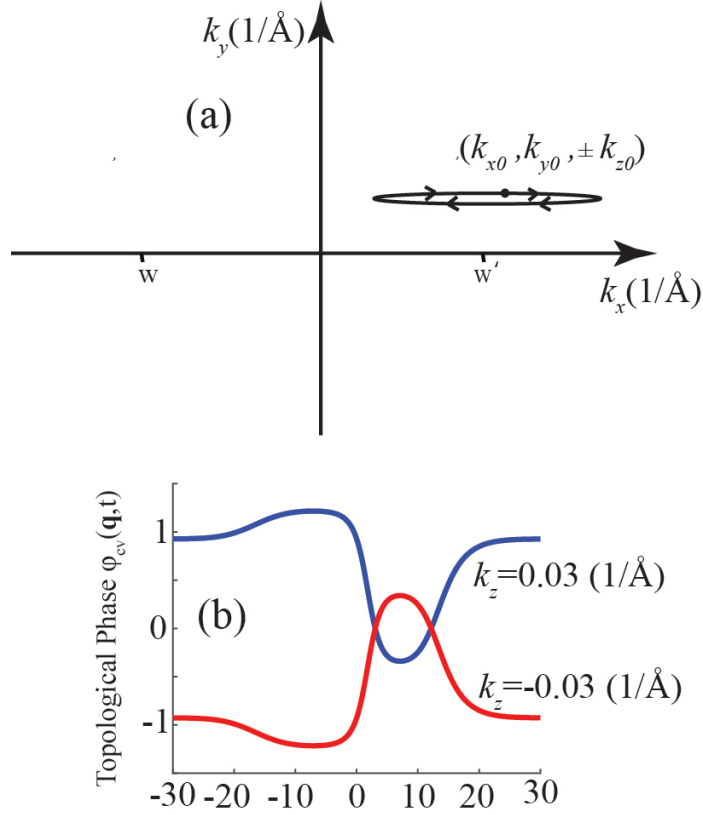 k_y(1/Å)
(a)
(k_x0 ,k_y0 ,± k_z0)
w
w'
k_x(1/Å)
Topological Phase φ_cv(q,t)
1
0
-1
(b)
k_z=0.03 (1/Å)
k_z=-0.03 (1/Å)
-30 -20 -10 0 10 20 30